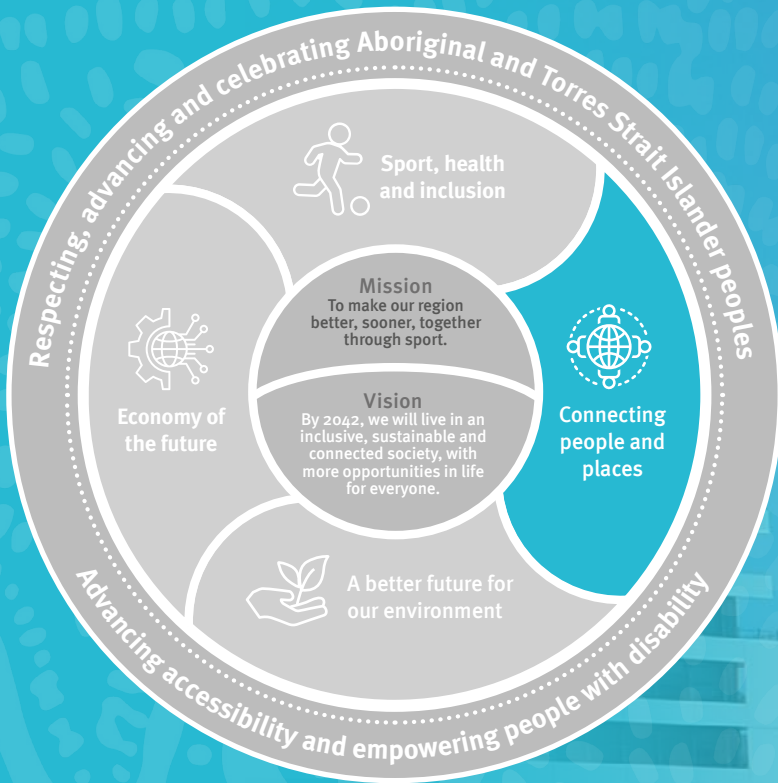 Respecting, advancing and celebrating Aboriginal and Torres Strait Islander peoples
Sport, health
and inclusion
Mission
To make our region
better, sooner, together
through sport.
Economy of
the future
Vision
By 2042, we will live in an
inclusive, sustainable and
connected society, with
more opportunities in life
for everyone.
Connecting
people and
places
A better future for
our environment
Advancing accessibility and empowering people with disability